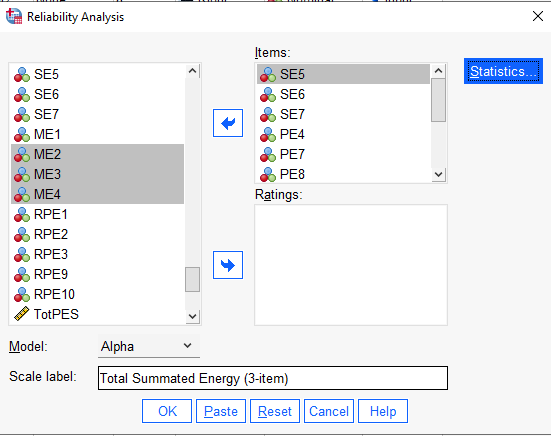 Reliability Analysis
SE5
SE6
SE7
ME1
ME2
ME3
ME4
RPE1
RPE2
RPE3
RPE9
RPE10
TotPES
Items:
SE5
SE6
SE7
PE4
PE7
PE8
Ratings:
Statistics...
Model:
Alpha
Scale label:
Total Summated Energy (3-item)
OK
Paste
Reset
Cancel
Help